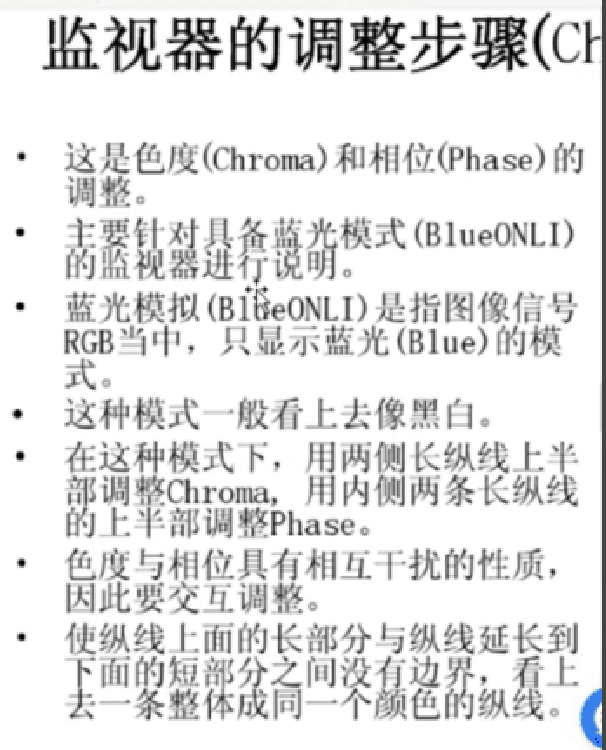 监视器的调整步骤(Ch
• 这是色度(Chroma)和相位(Phase)的
调整。
• 主要针对具备蓝光模式(BlueONLI)
的监视器进行说明。
• 蓝光模拟(BlueONLI)是指图像信号
RGB当中，只显示蓝光(Blue)的模
式。
• 这种模式一般看上去像黑白。
• 在这种模式下，用两侧长纵线上半
部调整Chroma, 用内侧两条长纵线
的上半部调整Phase。
• 色度与相位具有相互干扰的性质，
因此要交互调整。
• 使纵线上面的长部分与纵线延长到
下面的短部分之间没有边界，看上
去一条整体成同一个颜色的纵线。